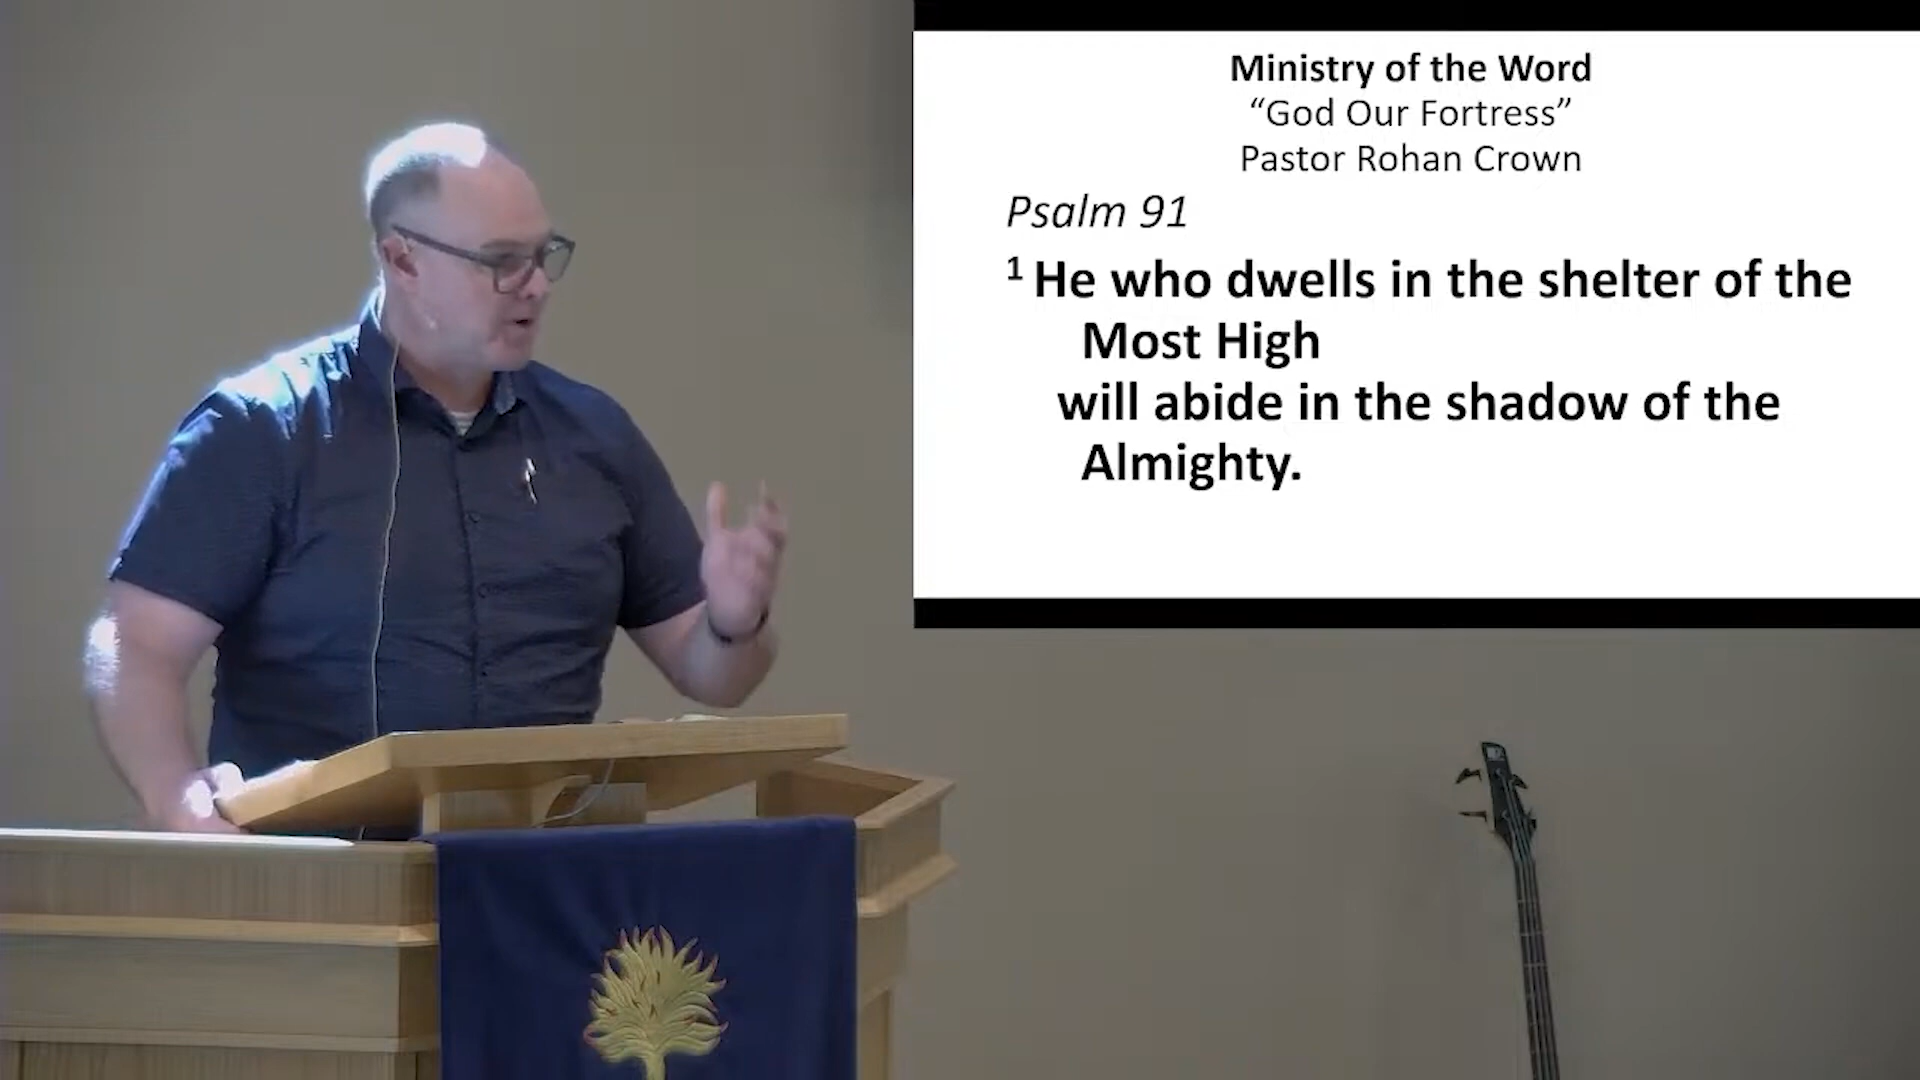 Ministry of the Word
“God Our Fortress”
Pastor Rohan Crown
Psalm 91
1 He who dwells in the shelter of the
Most High
will abide in the shadow of the
Almighty.